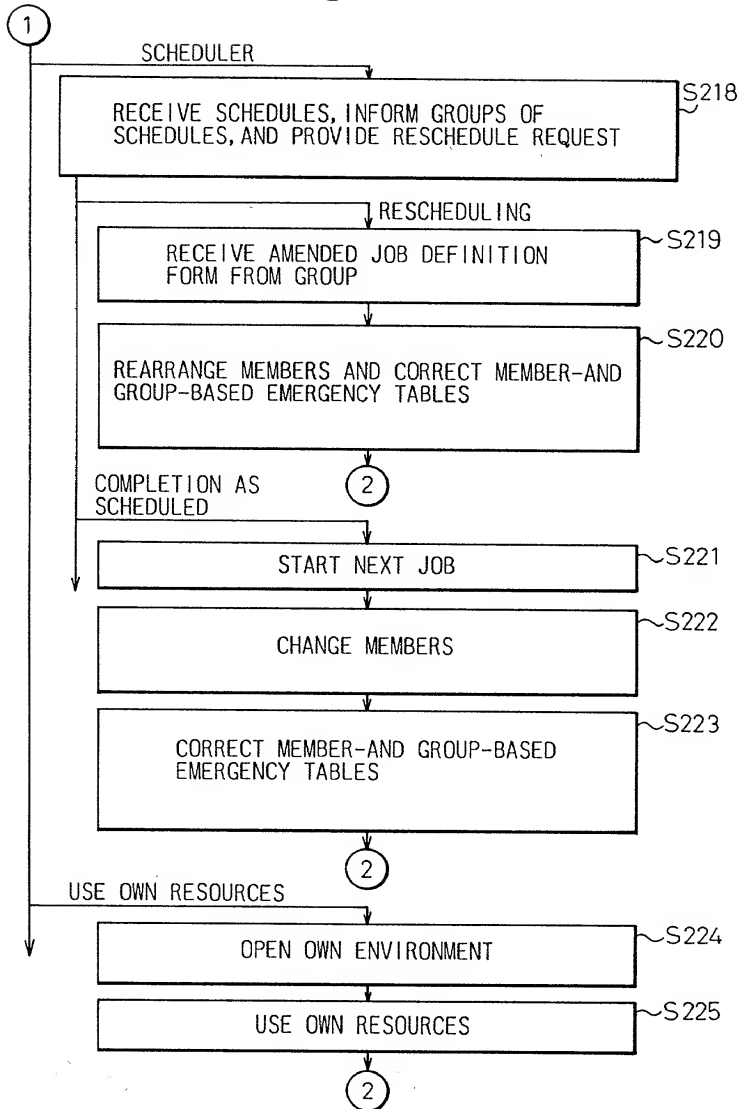 1
SCHEDULER
S218
RECEIVE SCHEDULES, INFORM GROUPS OF
SCHEDULES, AND PROVIDE RESCHEDULE REQUEST
RESCHEDULING
S219
RECEIVE AMENDED JOB DEFINITION
FORM FROM GROUP
S220
REARRANGE MEMBERS AND CORRECT MEMBER-AND
GROUP-BASED EMERGENCY TABLES
2
COMPLETION AS
SCHEDULED
START NEXT JOB
S221
S222
CHANGE MEMBERS
S223
CORRECT MEMBER-AND GROUP-BASED
EMERGENCY TABLES
2
USE OWN RESOURCES
OPEN OWN ENVIRONMENT
S224
USE OWN RESOURCES
S225
2